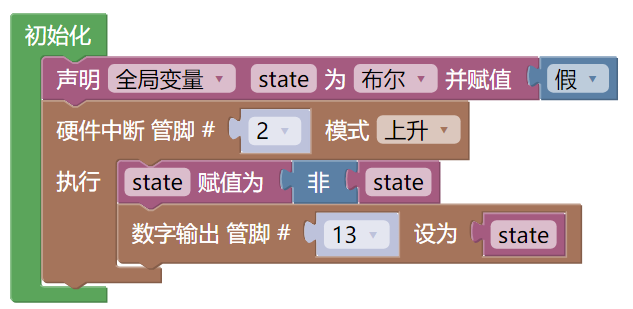 初始化
声明 全局变量 state 为 布尔 并赋值 假
硬件中断 管脚 # 2 模式 上升
执行 state 赋值为 非 state
数字输出 管脚 # 13 设为 state